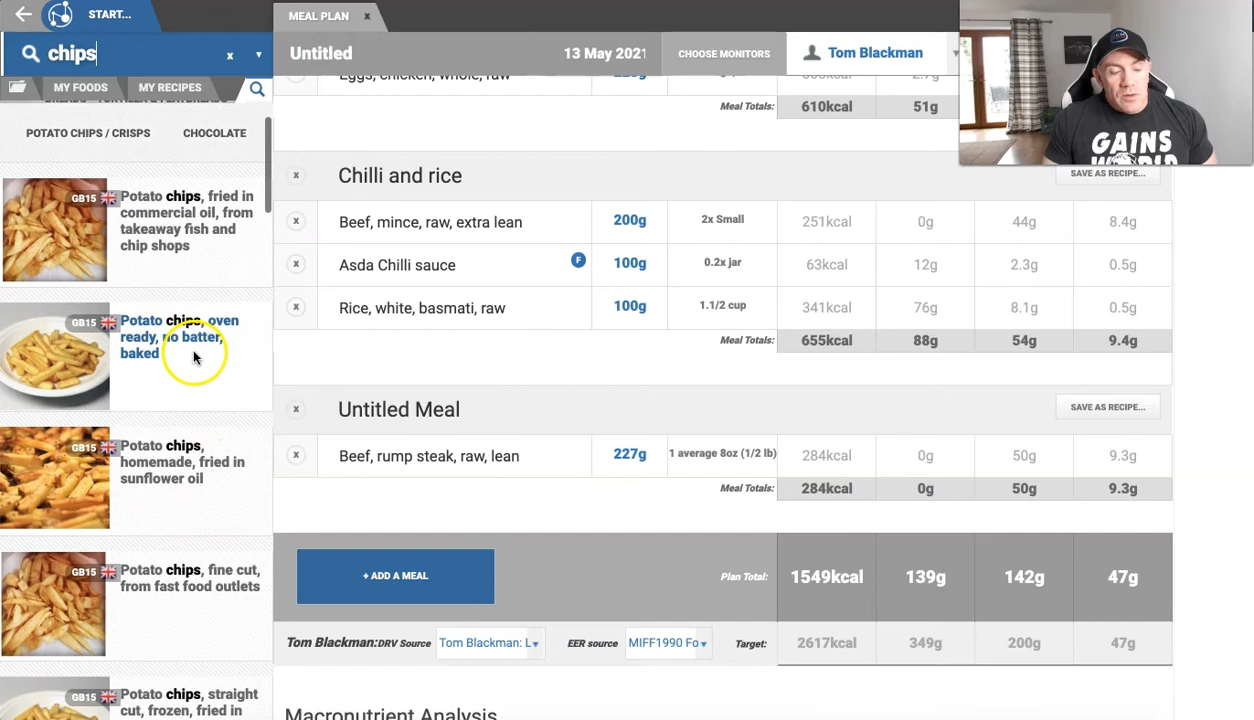 START...
MEAL PLAN x
chips x
Untitled 13 May 2021 CHOOSE MONITORS Tom Blackman
MY FOODS MY RECIPES
Eggs, chicken, whole, raw
Meal Totals: 610kcal 51g
POTATO CHIPS / CRISPS CHOCOLATE
x Chilli and rice SAVE AS RECIPE...
GB15 Potato chips, fried in
commercial oil, from
takeaway fish and
chip shops
x Beef, mince, raw, extra lean 200g 2x Small 251kcal 0g 44g 8.4g
x Asda Chilli sauce F 100g 0.2x jar 63kcal 12g 2.3g 0.5g
x Rice, white, basmati, raw 100g 1.1/2 cup 341kcal 76g 8.1g 0.5g
Meal Totals: 655kcal 88g 54g 9.4g
GB15 Potato chips, oven
ready, no batter,
baked
x Untitled Meal SAVE AS RECIPE...
GB15 Potato chips,
homemade, fried in
sunflower oil
x Beef, rump steak, raw, lean 227g 1 average 8oz (1/2 lb) 284kcal 0g 50g 9.3g
Meal Totals: 284kcal 0g 50g 9.3g
GB15 Potato chips, fine cut,
from fast food outlets
+ ADD A MEAL Plan Total: 1549kcal 139g 142g 47g
Tom Blackman: DRV Source Tom Blackman: L EER source MIFF1990 Fo Target: 2617kcal 349g 200g 47g
GB15 Potato chips, straight
cut, frozen, fried in
Macronutrient Analysis
GAINS